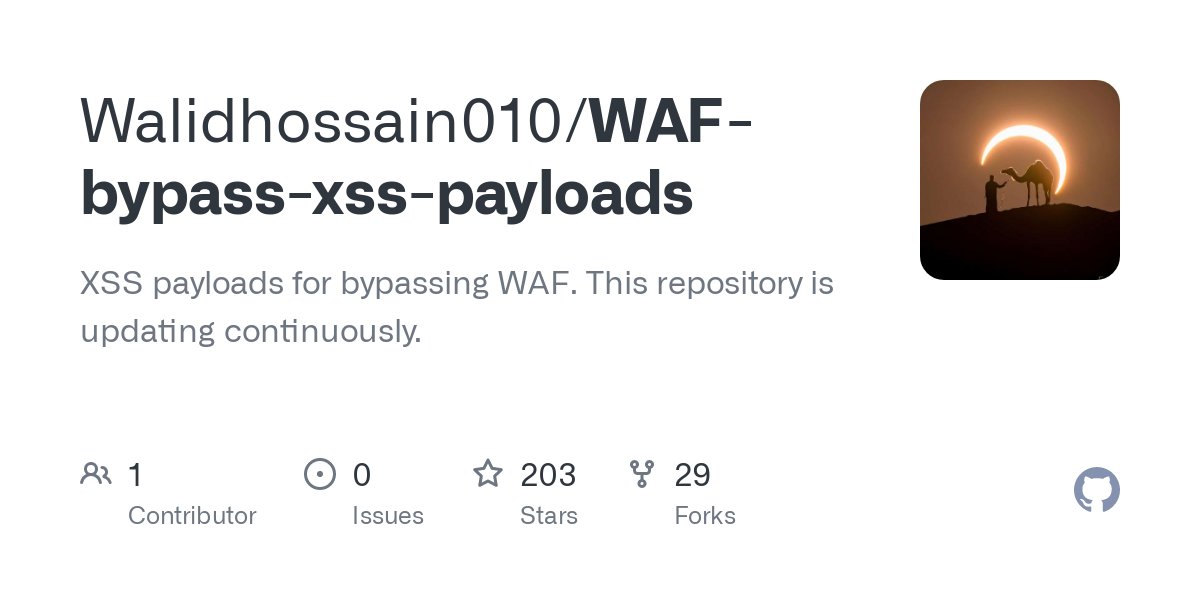 Walidhossain010/WAF-
bypass-xss-payloads
XSS payloads for bypassing WAF. This repository is
updating continuously.
1
Contributor
0
Issues
203
Stars
29
Forks